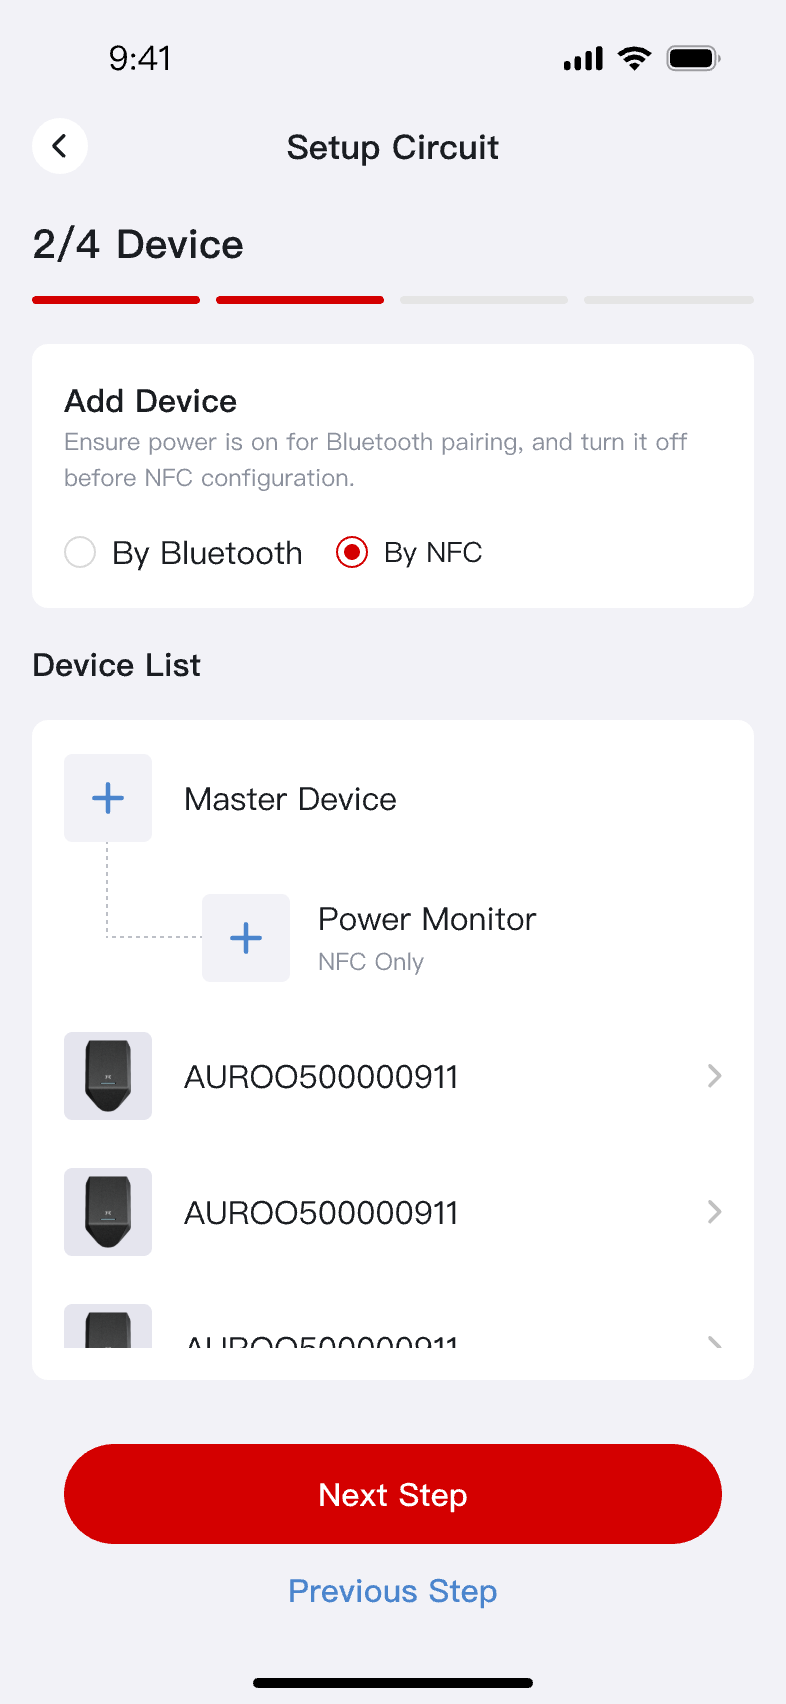 9:41
Setup Circuit
2/4 Device
Add Device
Ensure power is on for Bluetooth pairing, and turn it off
before NFC configuration.
By Bluetooth
By NFC
Device List
Master Device
Power Monitor
NFC Only
AUROO500000911
AUROO500000911
AUROO500000911
Next Step
Previous Step